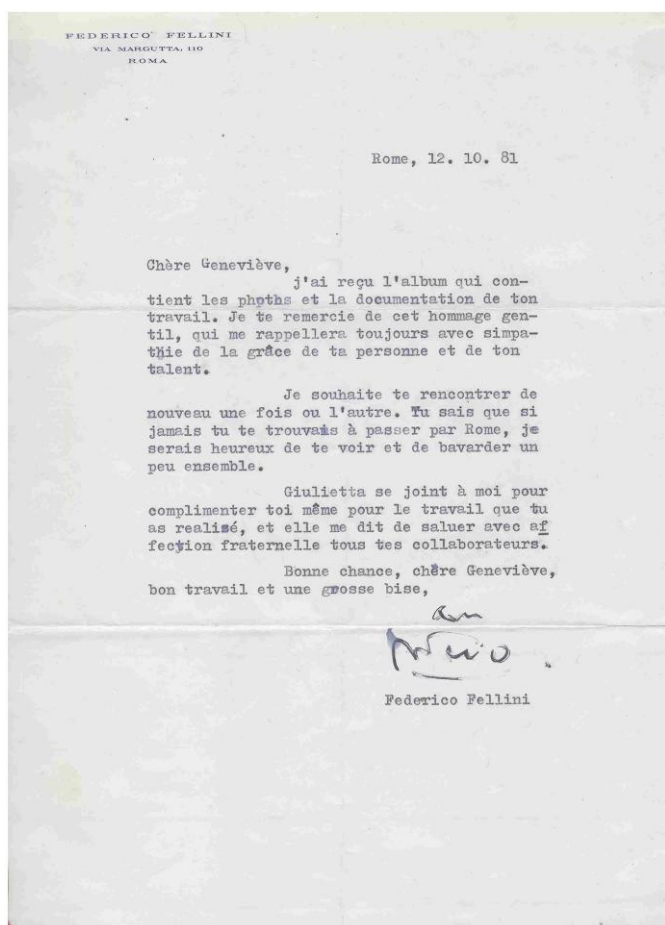 FEDERICO FELLINI
VIA MARGUTTA, 110
ROMA
Rome, 12. 10. 81
Chère Geneviève,
j'ai reçu l'album qui con-
tient les phoths et la documentation de ton
travail. Je te remercie de cet hommage gen-
til, qui me rappellera toujours avec simpa-
thie de la grâce de ta personne et de ton
talent.
Je souhaite te rencontrer de
nouveau une fois ou l'autre. Tu sais que si
jamais tu te trouvais à passer par Rome, je
serais heureux de te voir et de bavarder un
peu ensemble.
Giulietta se joint à moi pour
complimenter toi même pour le travail que tu
as realisé, et elle me dit de saluer avec af
fection fraternelle tous tes collaborateurs.
Bonne chance, chère Geneviève,
bon travail et une grosse bise,
Federico Fellini